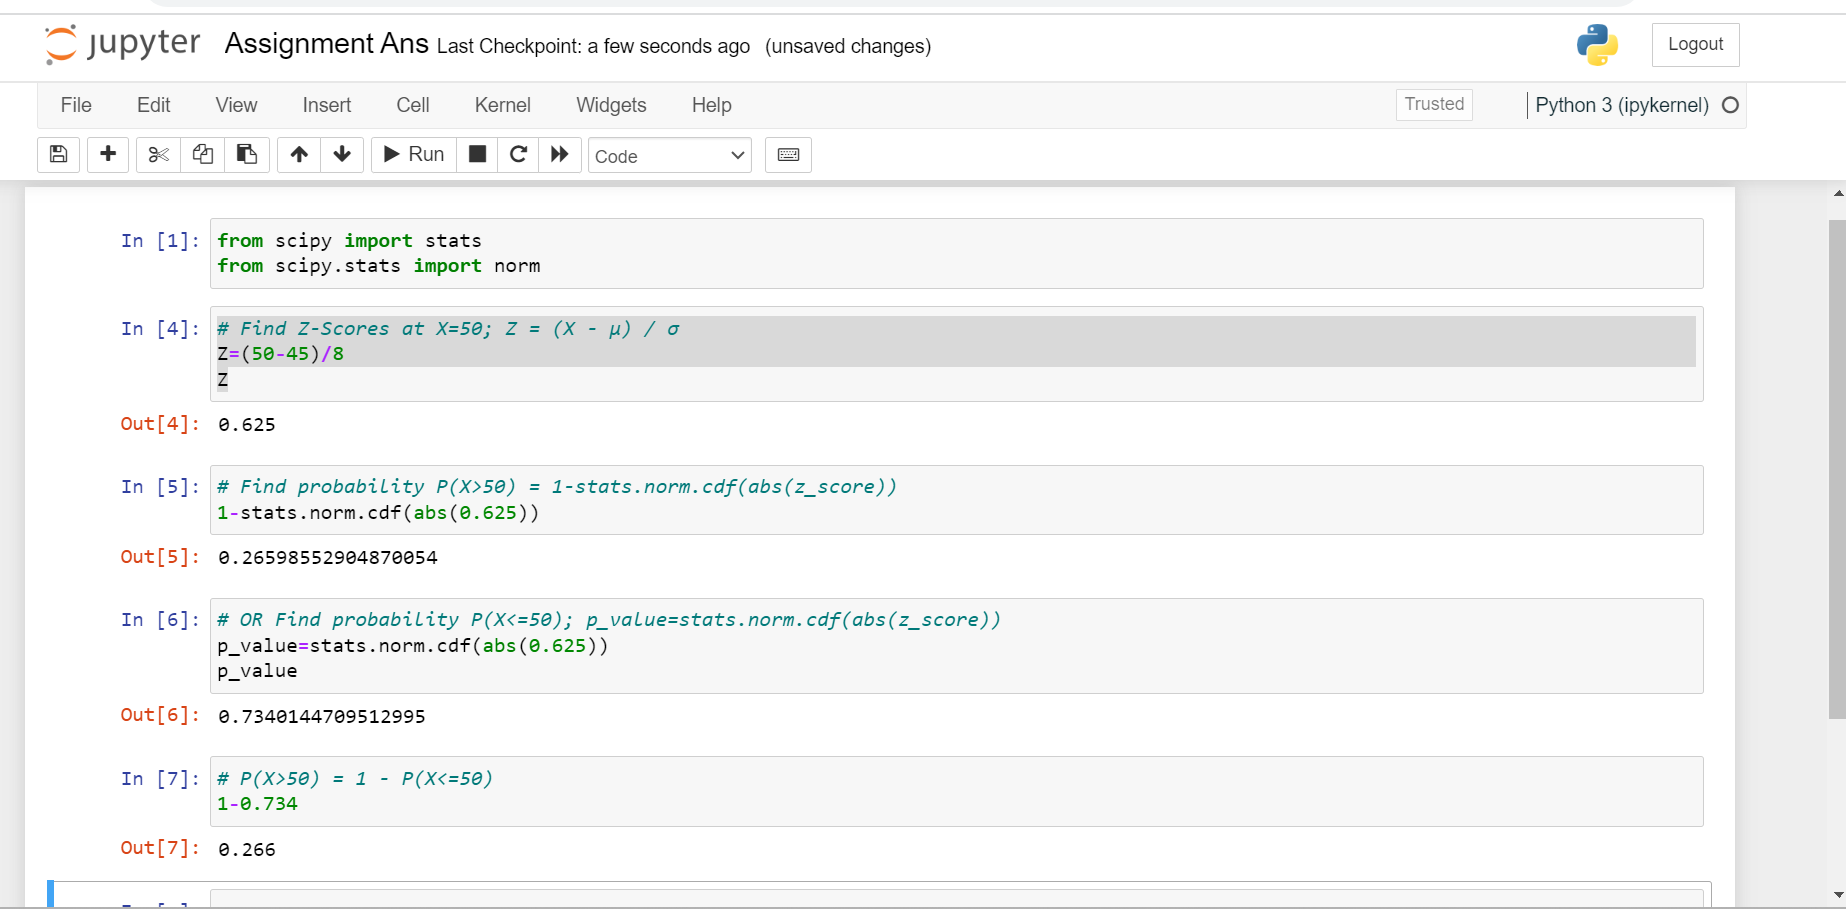 jupyter Assignment Ans Last Checkpoint: a few seconds ago (unsaved changes) Logout
File Edit View Insert Cell Kernel Widgets Help Trusted Python 3 (ipykernel)
Run Code
In [1]: from scipy import stats
from scipy.stats import norm
In [4]: # Find Z-Scores at X=50; Z = (X - μ) / σ
Z=(50-45)/8
Z
Out[4]: 0.625
In [5]: # Find probability P(X>50) = 1-stats.norm.cdf(abs(z_score))
1-stats.norm.cdf(abs(0.625))
Out[5]: 0.26598552904870054
In [6]: # OR Find probability P(X<=50); p_value=stats.norm.cdf(abs(z_score))
p_value=stats.norm.cdf(abs(0.625))
p_value
Out[6]: 0.7340144709512995
In [7]: # P(X>50) = 1 - P(X<=50)
1-0.734
Out[7]: 0.266